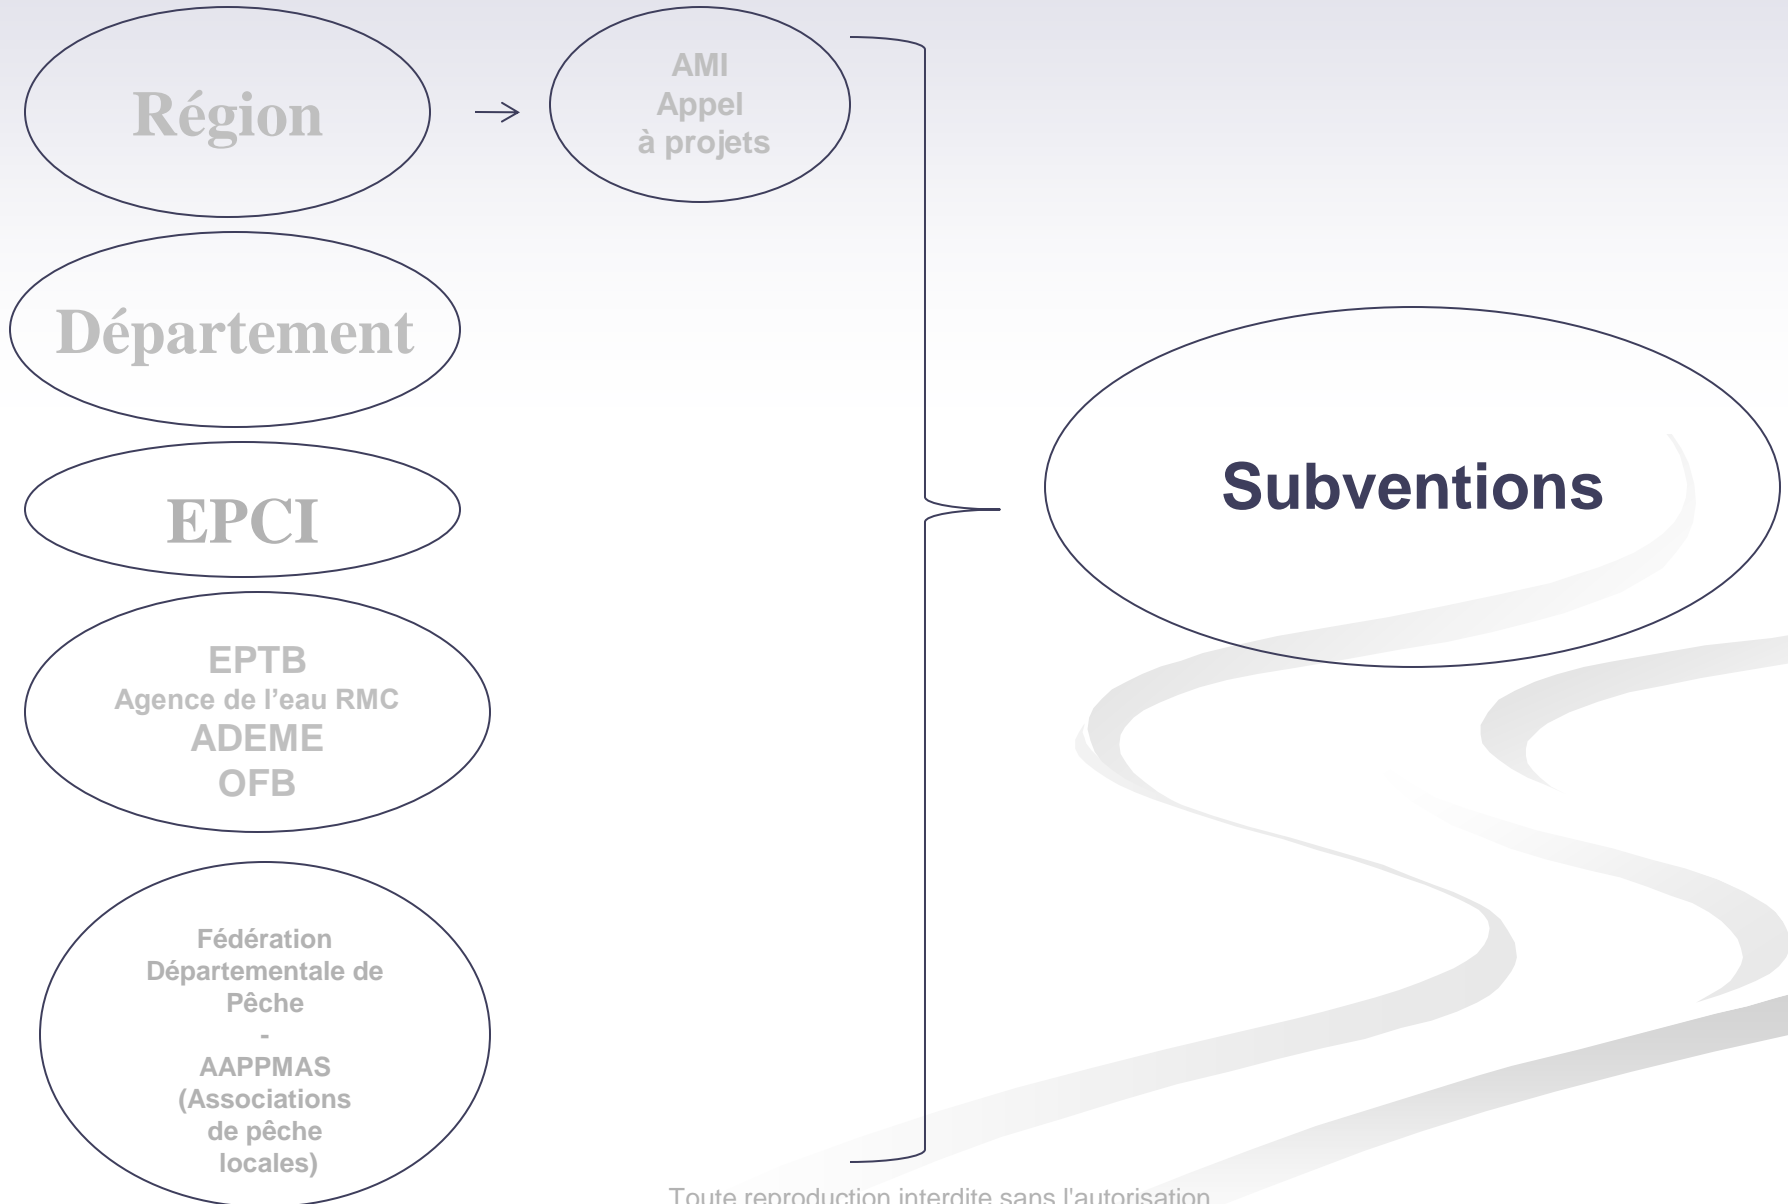 Région
AMI
Appel
à projets
Département
EPCI
Subventions
EPTB
Agence de l’eau RMC
ADEME
OFB
Fédération
Départementale de
Pêche
-
AAPPMAS
(Associations
de pêche
locales)
Toute reproduction interdite sans l'autorisation